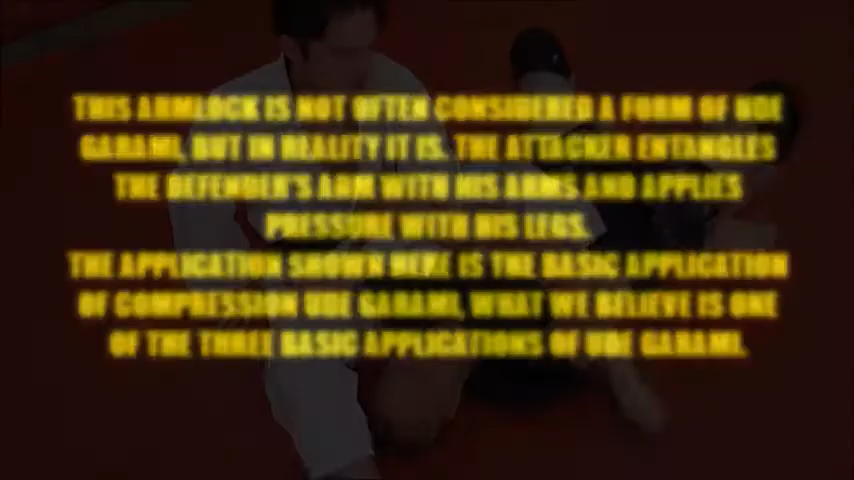 THIS ARMLOCK IS NOT OFTEN CONSIDERED A FORM OF UDE
GARAMI, BUT IN REALITY IT IS. THE ATTACKER ENTANGLES
THE DEFENDER'S ARM WITH HIS ARMS AND APPLIES
PRESSURE WITH HIS LEGS.
THE APPLICATION SHOWN HERE IS THE BASIC APPLICATION
OF COMPRESSION UDE GARAMI, WHAT WE BELIEVE IS ONE
OF THE THREE BASIC APPLICATIONS OF UDE GARAMI.